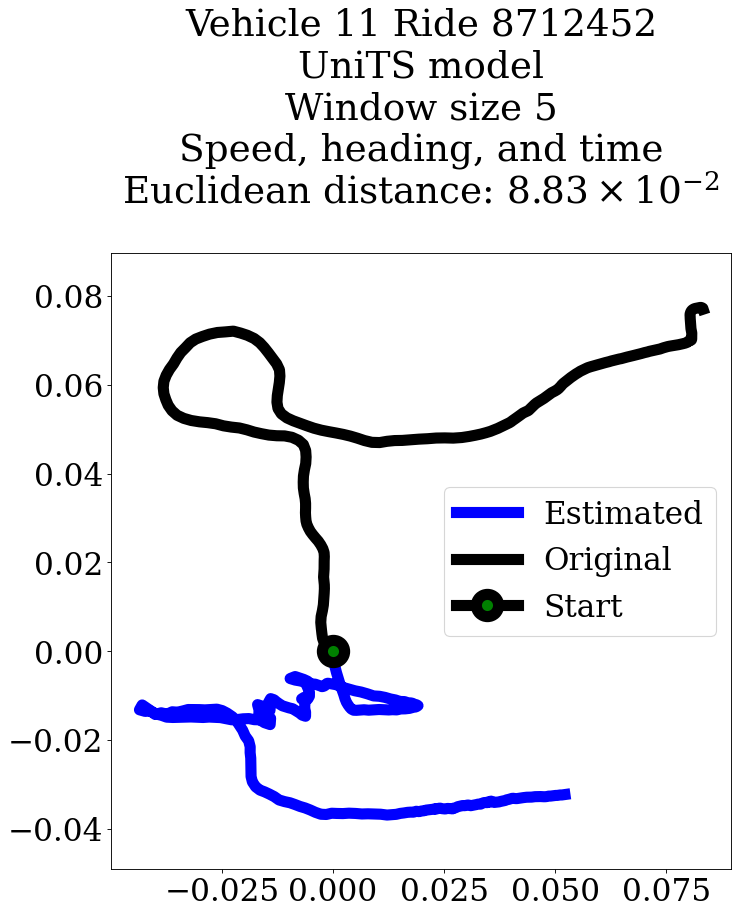 Vehicle 11 Ride 8712452
UniTS model
Window size 5
Speed, heading, and time
Euclidean distance: 8.83 × 10⁻²
0.08
0.06
0.04
0.02
0.00
−0.02
−0.04
Estimated
Original
Start
−0.025 0.000 0.025 0.050 0.075